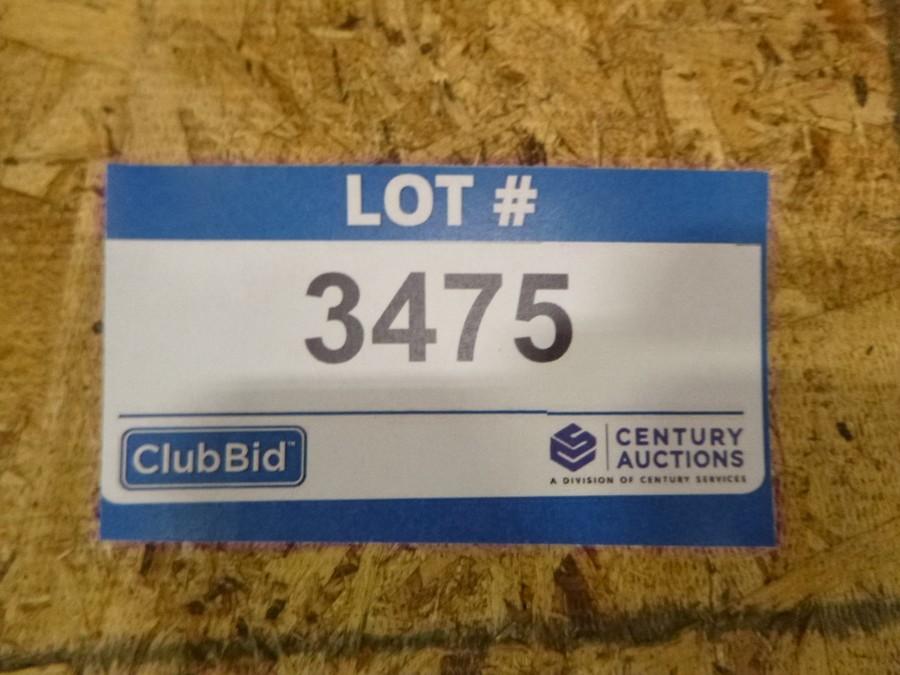 LOT #
3475
ClubBid™
CENTURY
AUCTIONS
A DIVISION OF CENTURY SERVICES